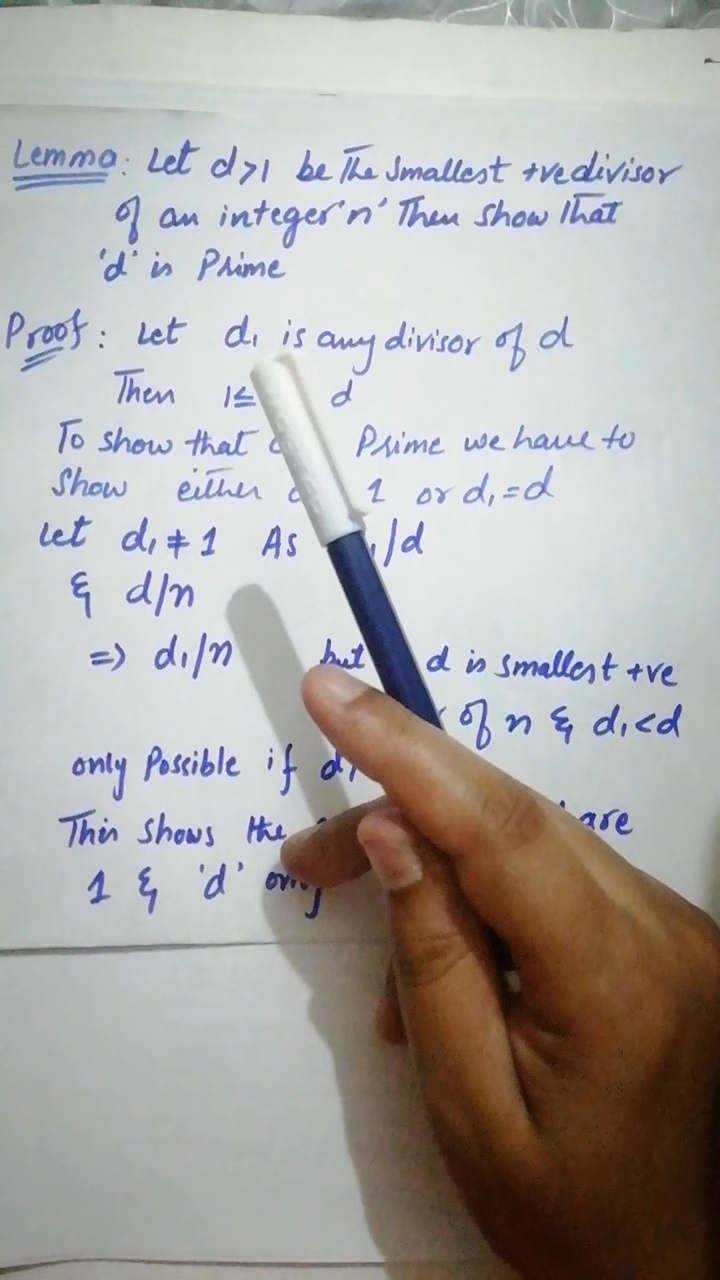 Lemma: Let d>1 be The smallest +ve divisor
of an integer 'n' Then show that
'd' is Prime
Proof: Let d₁ is any divisor of d
Then 1≤ d
To show that Prime we have to
Show either 1 or d₁=d
Let d₁≠1 As /d
& d/n
=> d₁/n but d is smallest +ve
of n & d₁<d
only Possible if
This shows the are
1 & 'd' only